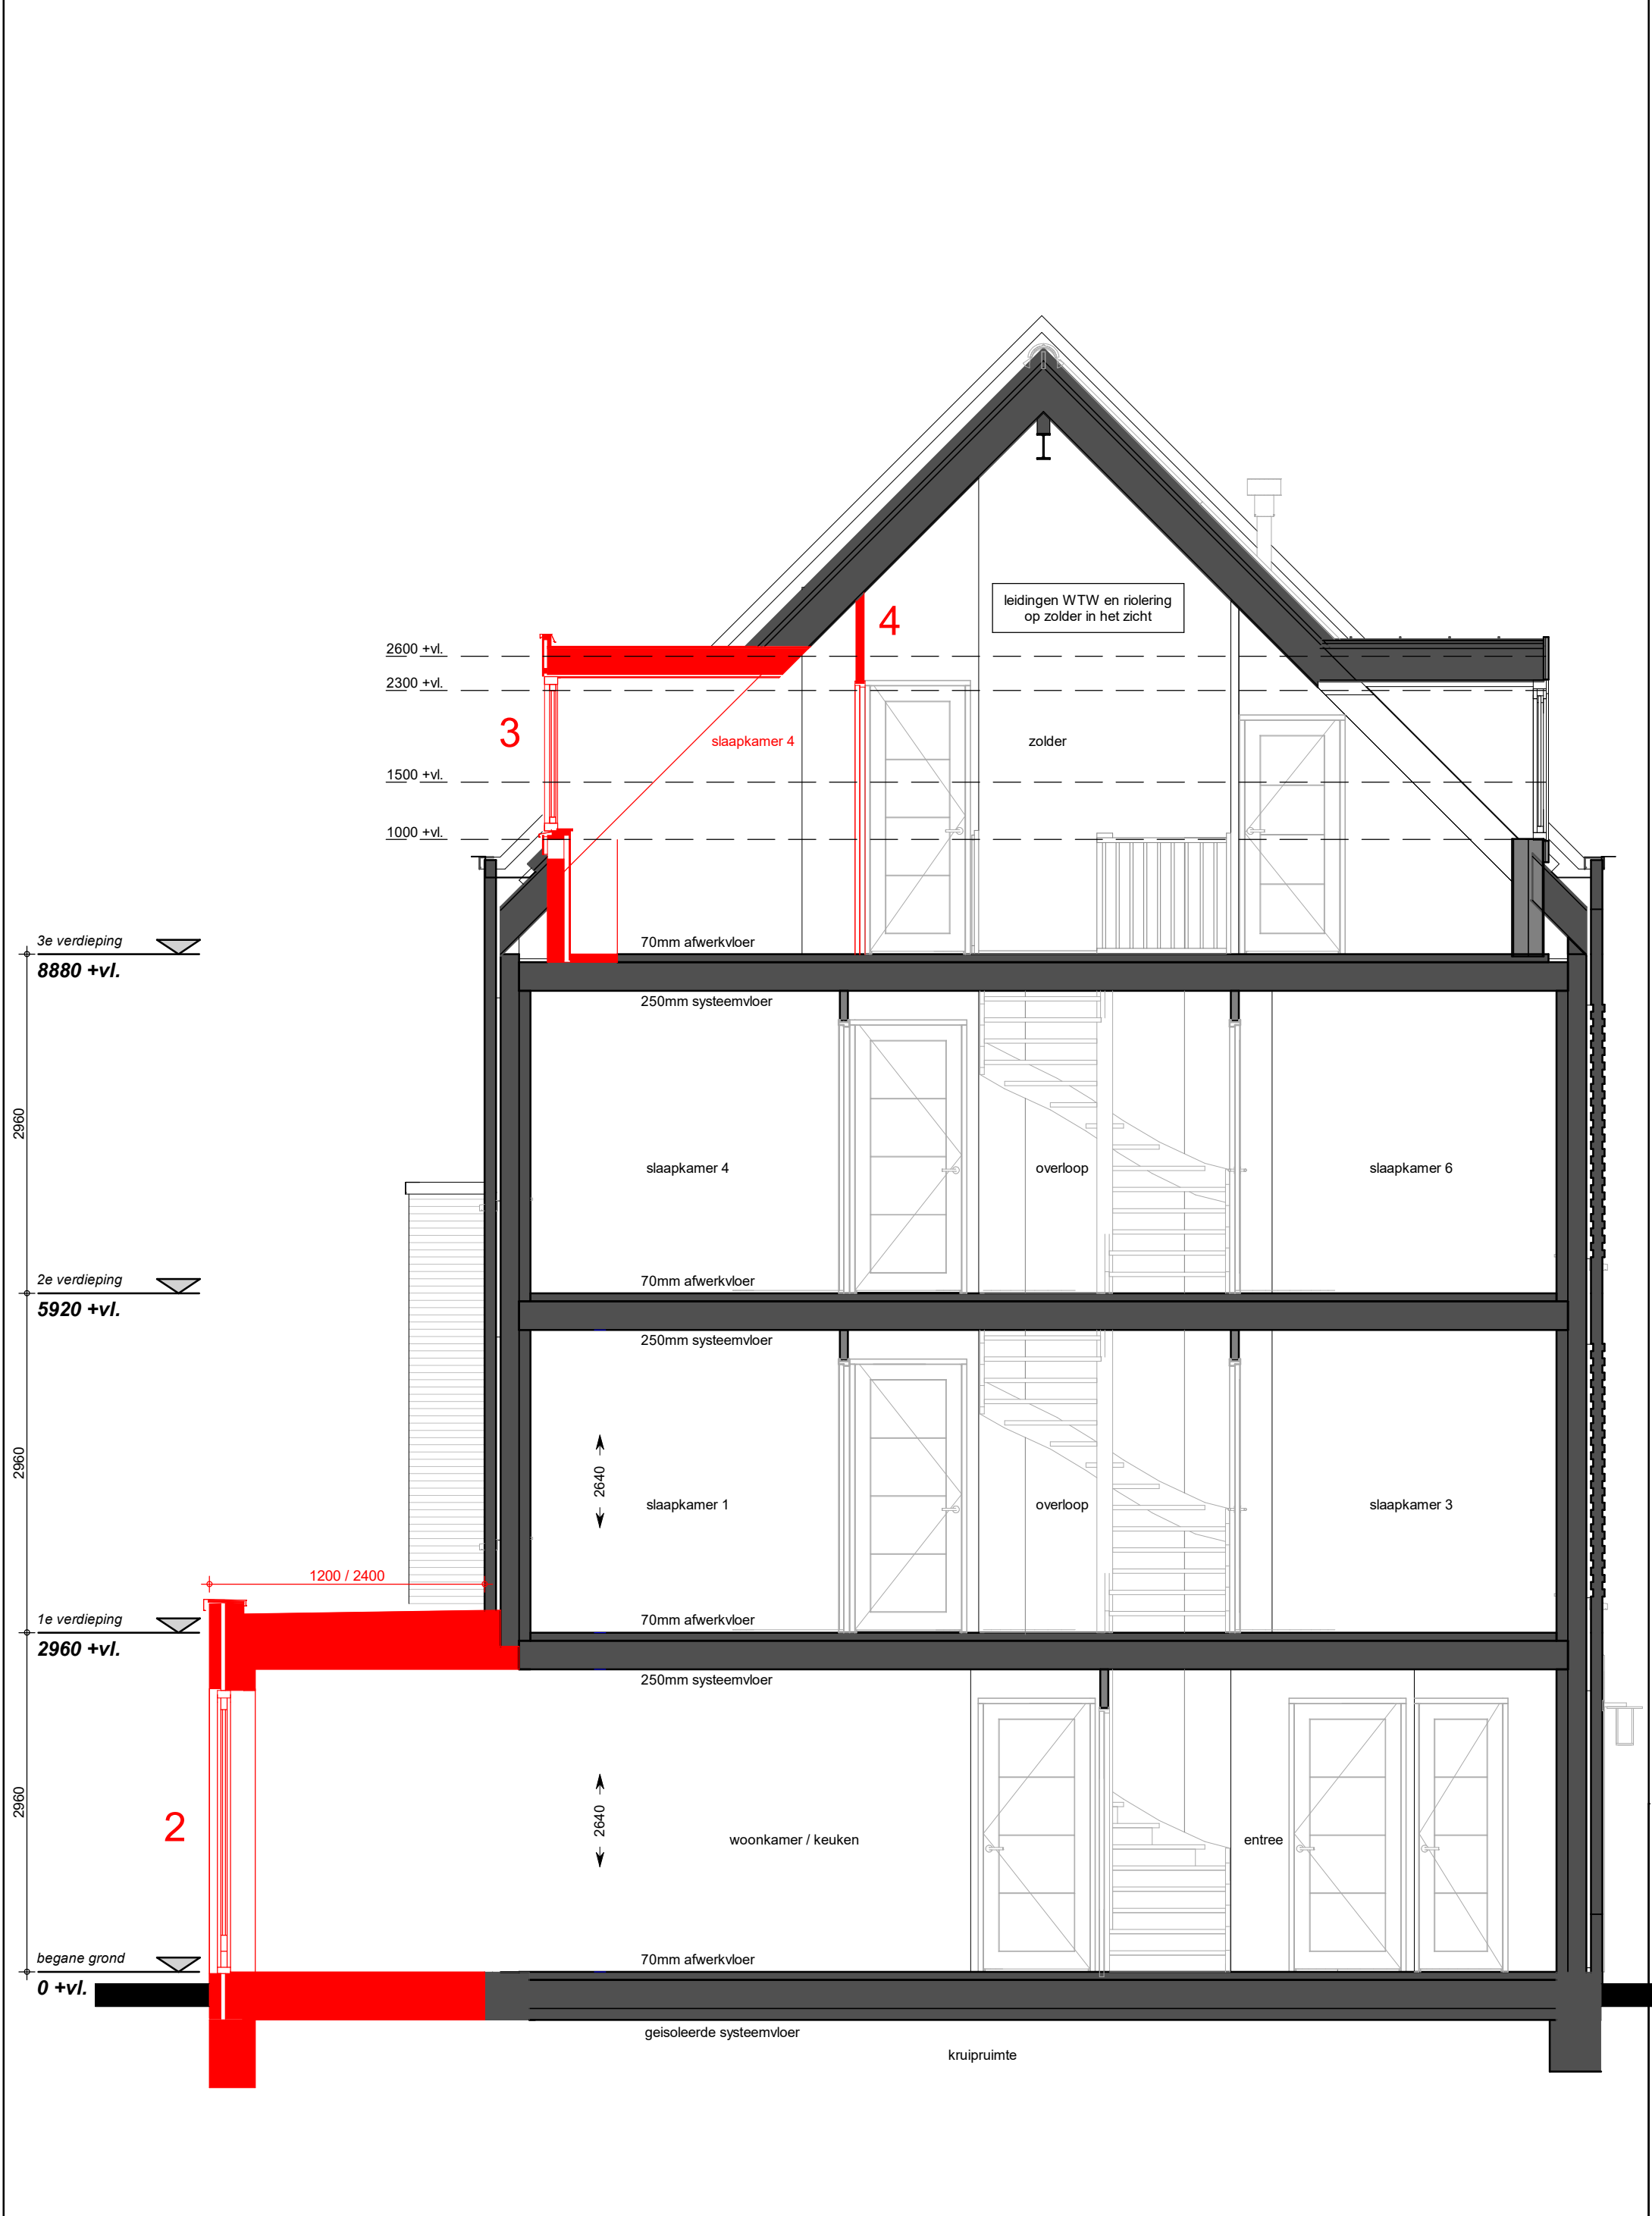 leidingen WTW en riolering
op zolder in het zicht
4
2600 +vl.
2300 +vl.
3
slaapkamer 4
zolder
1500 +vl.
1000 +vl.
3e verdieping
8880 +vl.
70mm afwerkvloer
250mm systeemvloer
2960
slaapkamer 4
overloop
slaapkamer 6
2e verdieping
5920 +vl.
70mm afwerkvloer
250mm systeemvloer
2960
2640
slaapkamer 1
overloop
slaapkamer 3
1200 / 2400
1e verdieping
2960 +vl.
70mm afwerkvloer
250mm systeemvloer
2960
2
2640
woonkamer / keuken
entree
begane grond
0 +vl.
70mm afwerkvloer
geisoleerde systeemvloer
kruipruimte